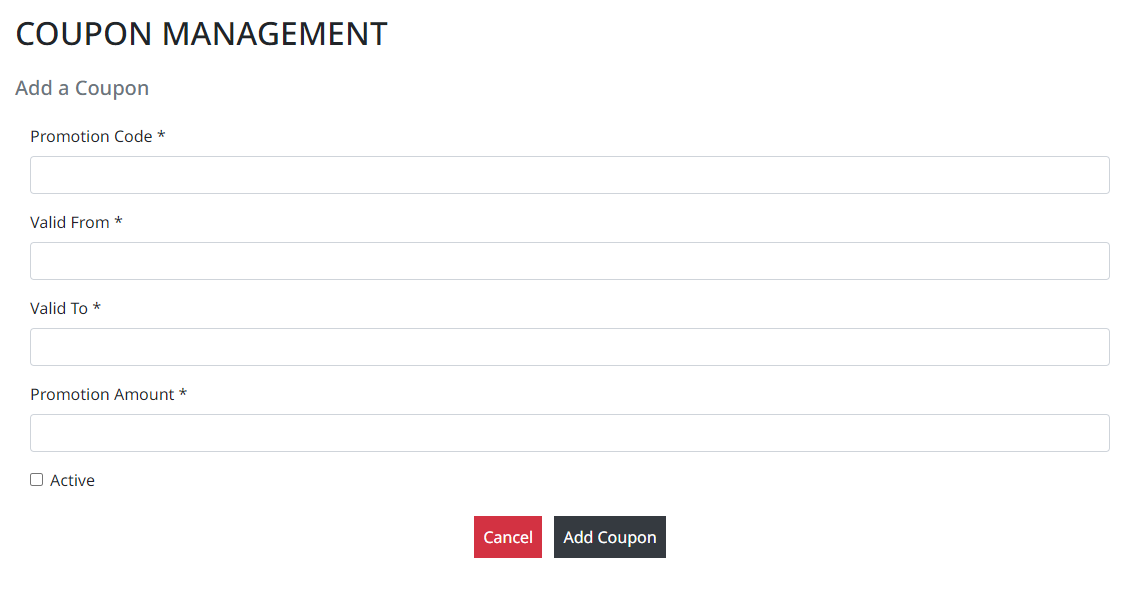 COUPON MANAGEMENT
Add a Coupon
Promotion Code *
Valid From *
Valid To *
Promotion Amount *
Active
Cancel Add Coupon